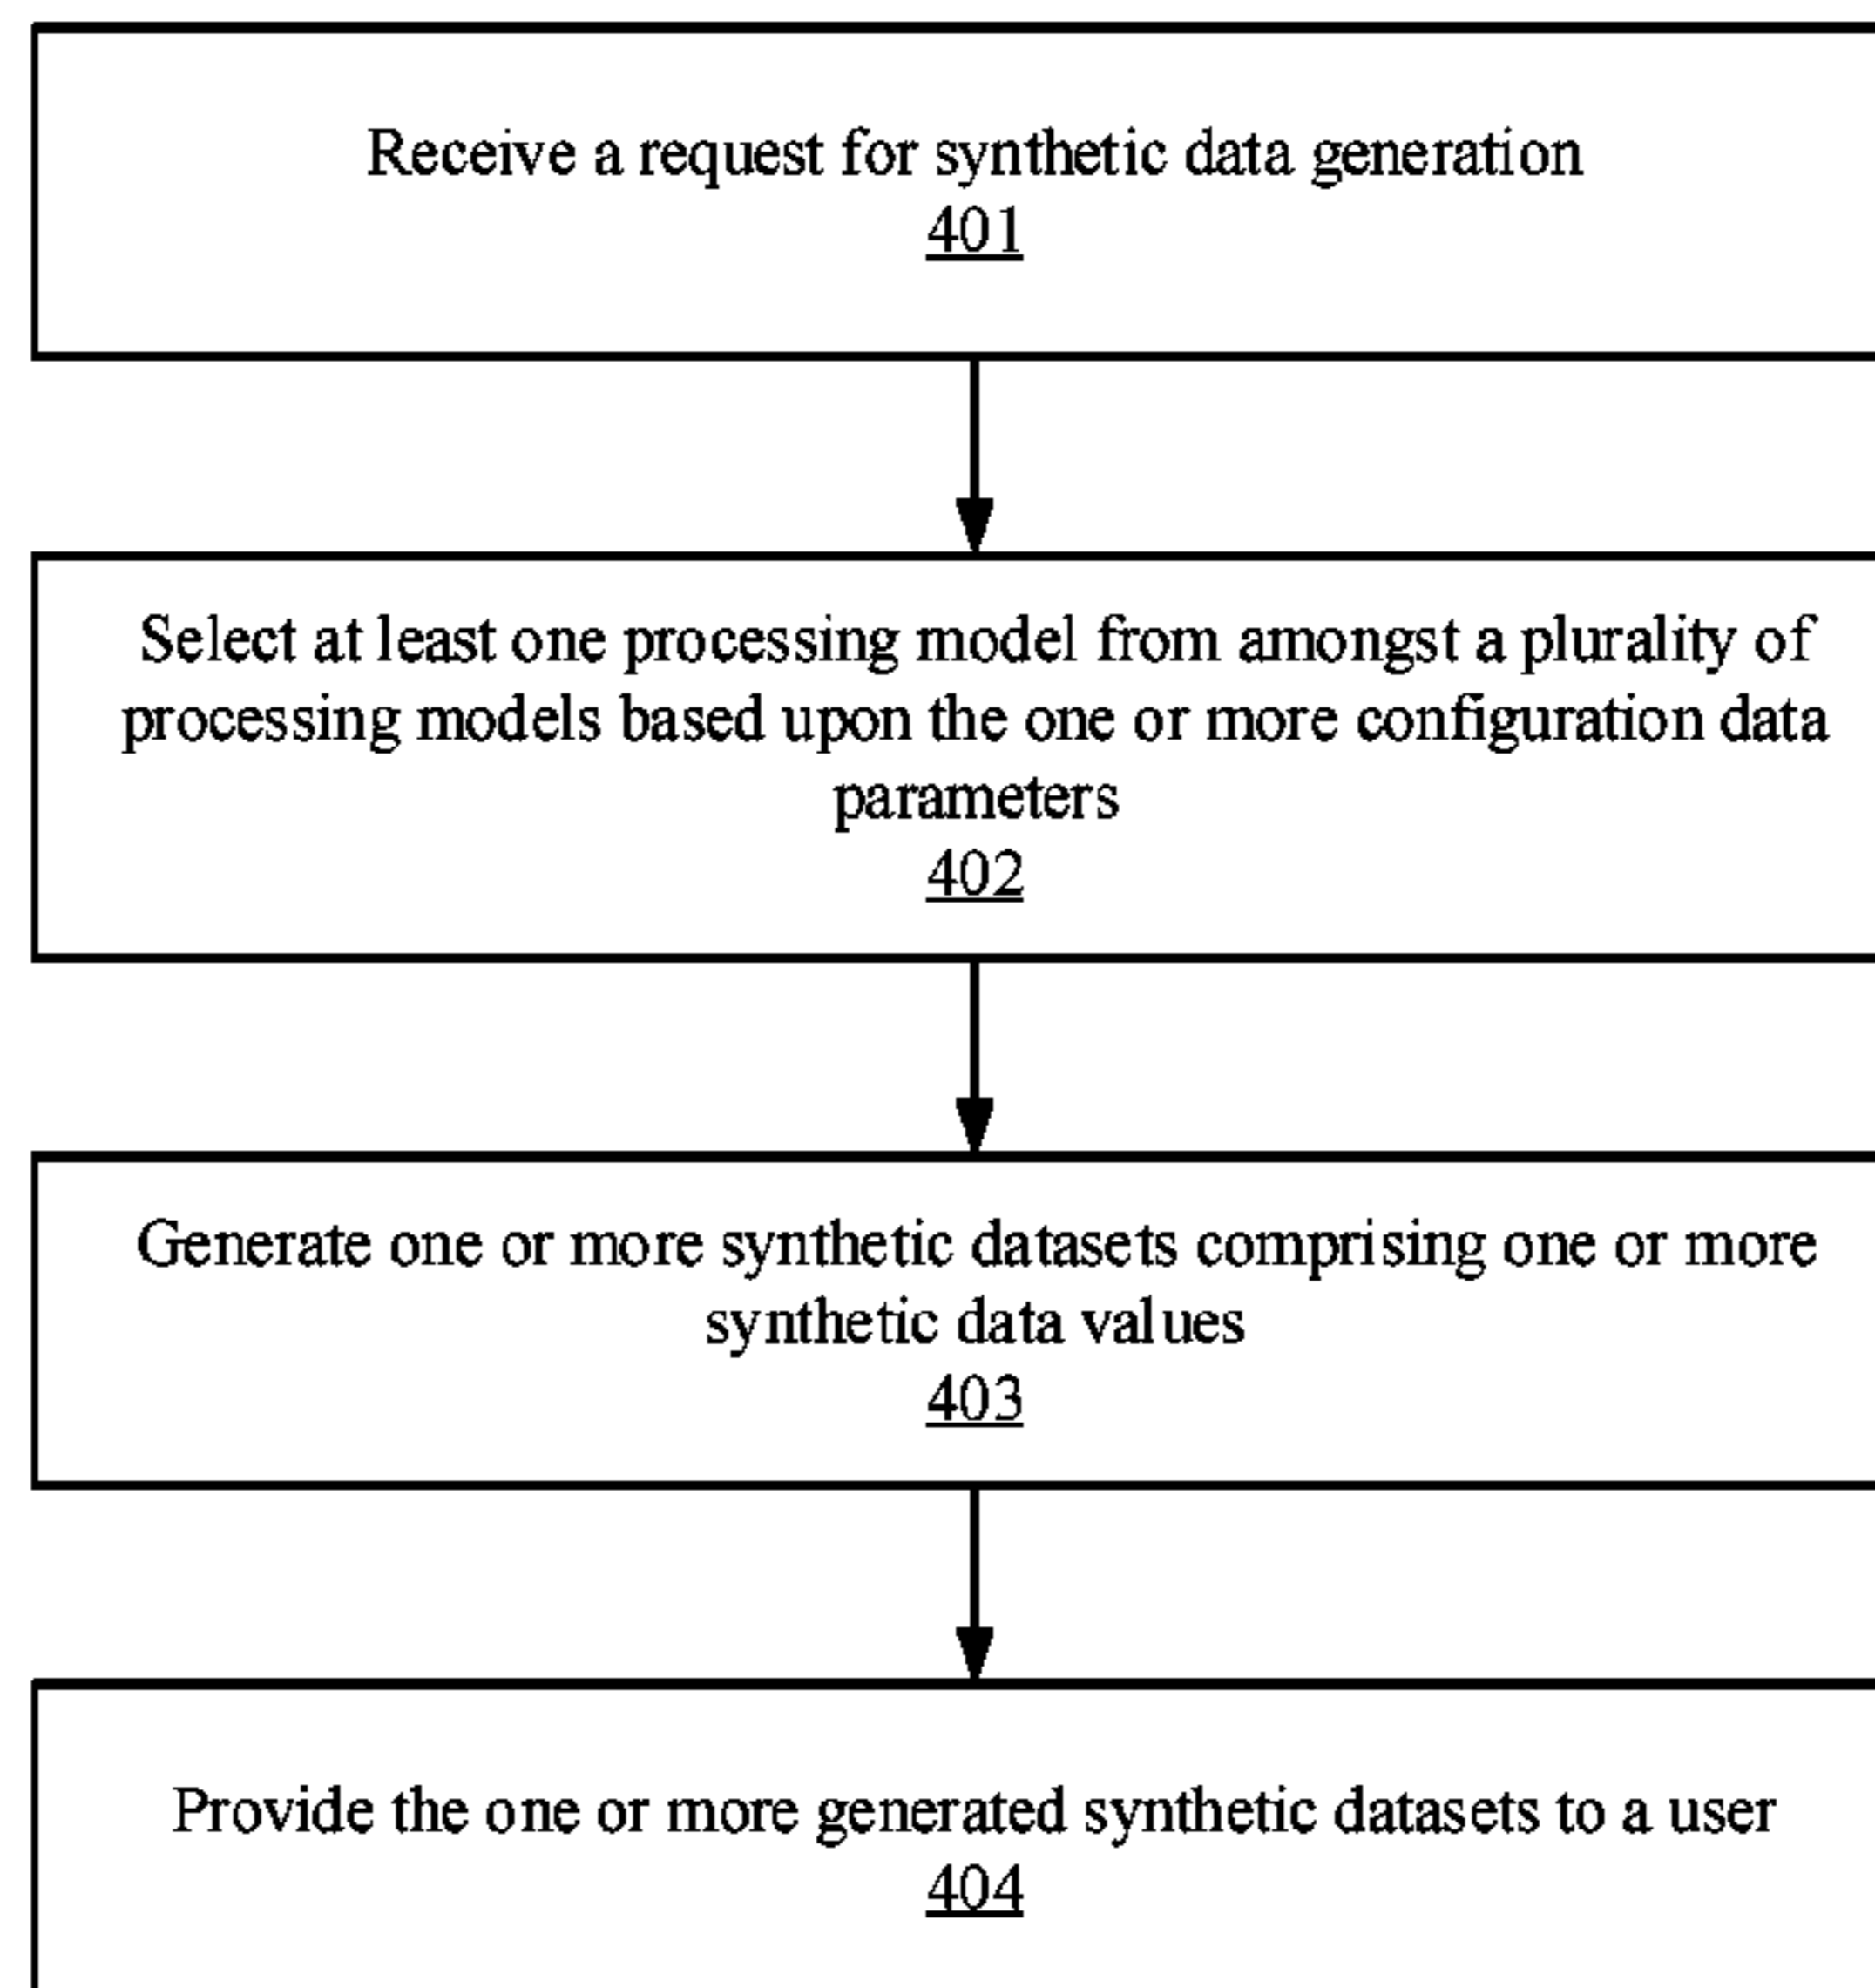 Receive a request for synthetic data generation
401
Select at least one processing model from amongst a plurality of
processing models based upon the one or more configuration data
parameters
402
Generate one or more synthetic datasets comprising one or more
synthetic data values
403
Provide the one or more generated synthetic datasets to a user
404